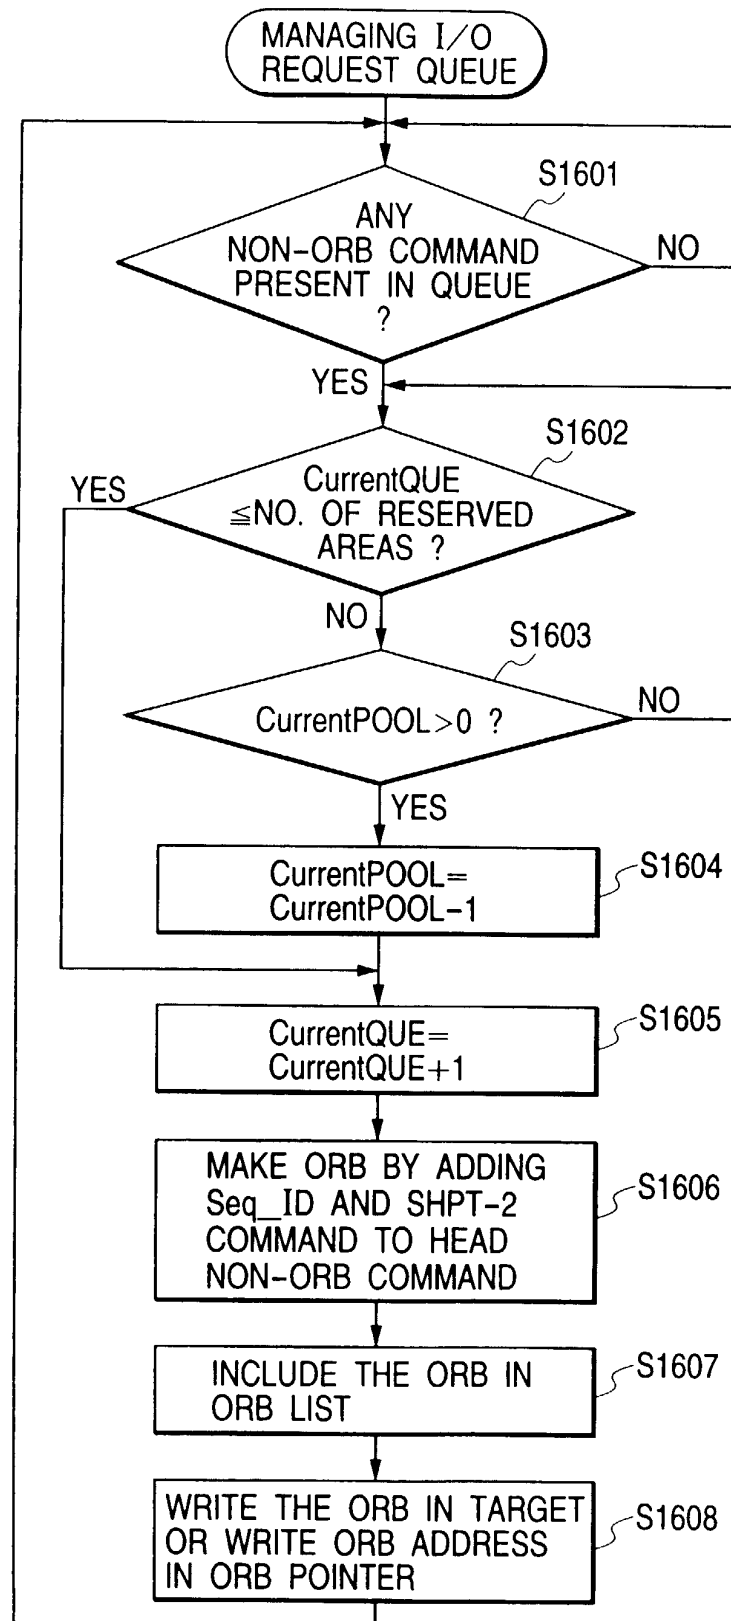 MANAGING I/O
REQUEST QUEUE
S1601
ANY
NON-ORB COMMAND
PRESENT IN QUEUE
?
NO
YES
S1602
YES
CurrentQUE
≦NO. OF RESERVED
AREAS ?
NO
S1603
CurrentPOOL>0 ?
NO
YES
S1604
CurrentPOOL=
CurrentPOOL-1
S1605
CurrentQUE=
CurrentQUE+1
MAKE ORB BY ADDING
Seq_ID AND SHPT-2
COMMAND TO HEAD
NON-ORB COMMAND
S1606
INCLUDE THE ORB IN
ORB LIST
S1607
WRITE THE ORB IN TARGET
OR WRITE ORB ADDRESS
IN ORB POINTER
S1608